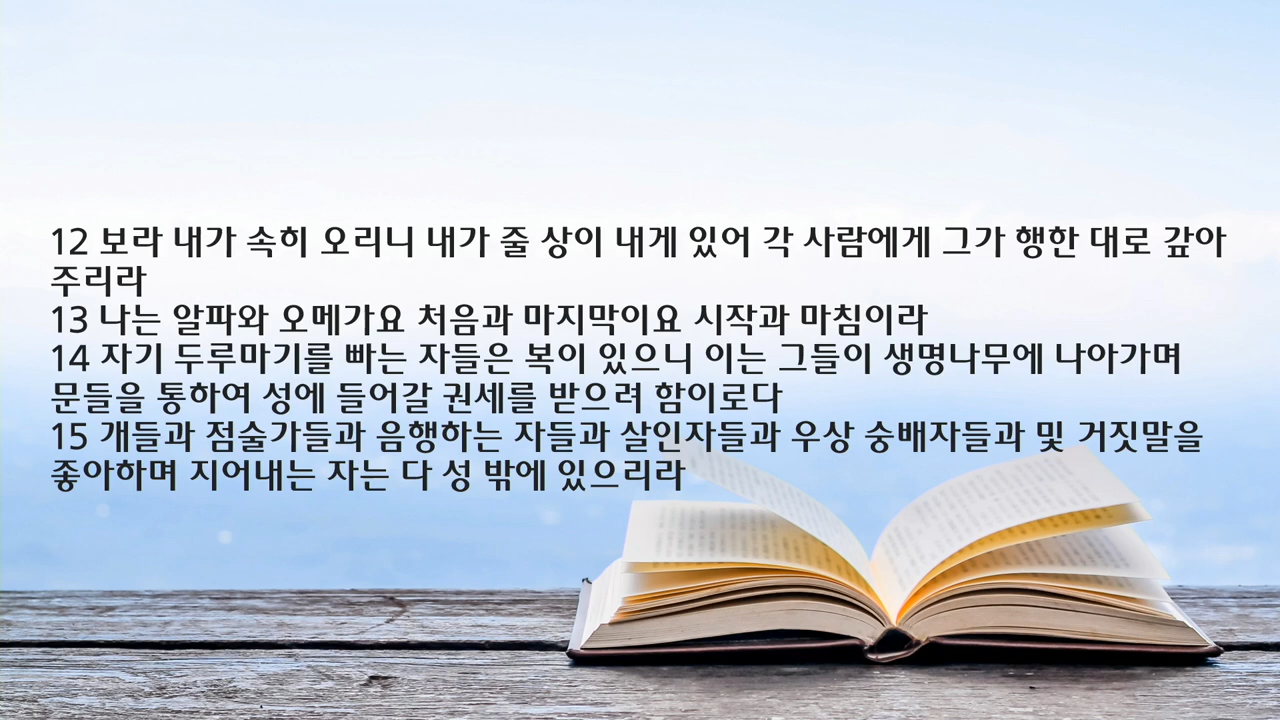 12 보라 내가 속히 오리니 내가 줄 상이 내게 있어 각 사람에게 그가 행한 대로 갚아
주리라
13 나는 알파와 오메가요 처음과 마지막이요 시작과 마침이라
14 자기 두루마기를 빠는 자들은 복이 있으니 이는 그들이 생명나무에 나아가며
문들을 통하여 성에 들어갈 권세를 받으려 함이로다
15 개들과 점술가들과 음행하는 자들과 살인자들과 우상 숭배자들과 및 거짓말을
좋아하며 지어내는 자는 다 성 밖에 있으리라